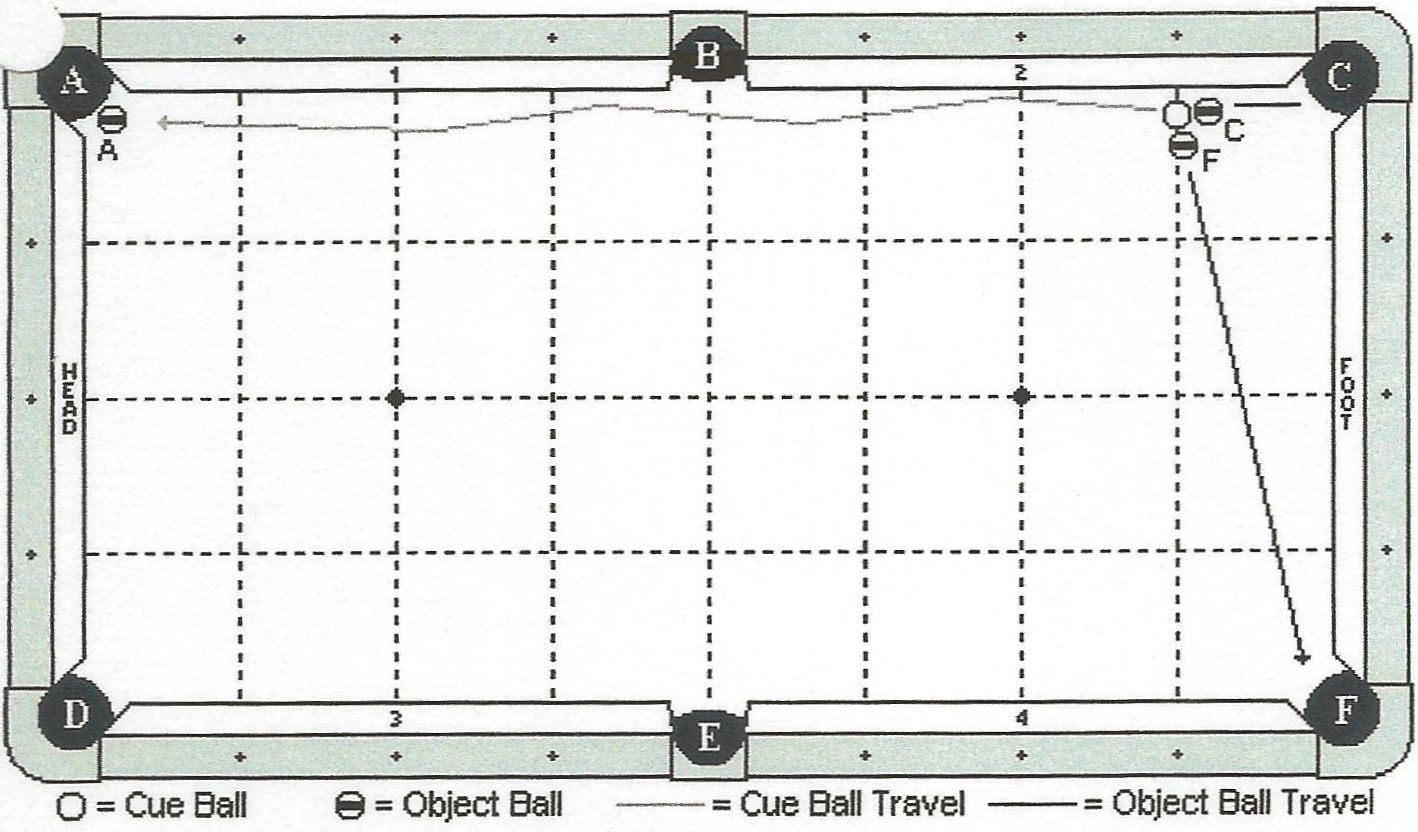 B
A
C
1
2
A
C
F
HEAD
FOOT
D
E
F
3
4
= Cue Ball
= Object Ball
= Cue Ball Travel
= Object Ball Travel